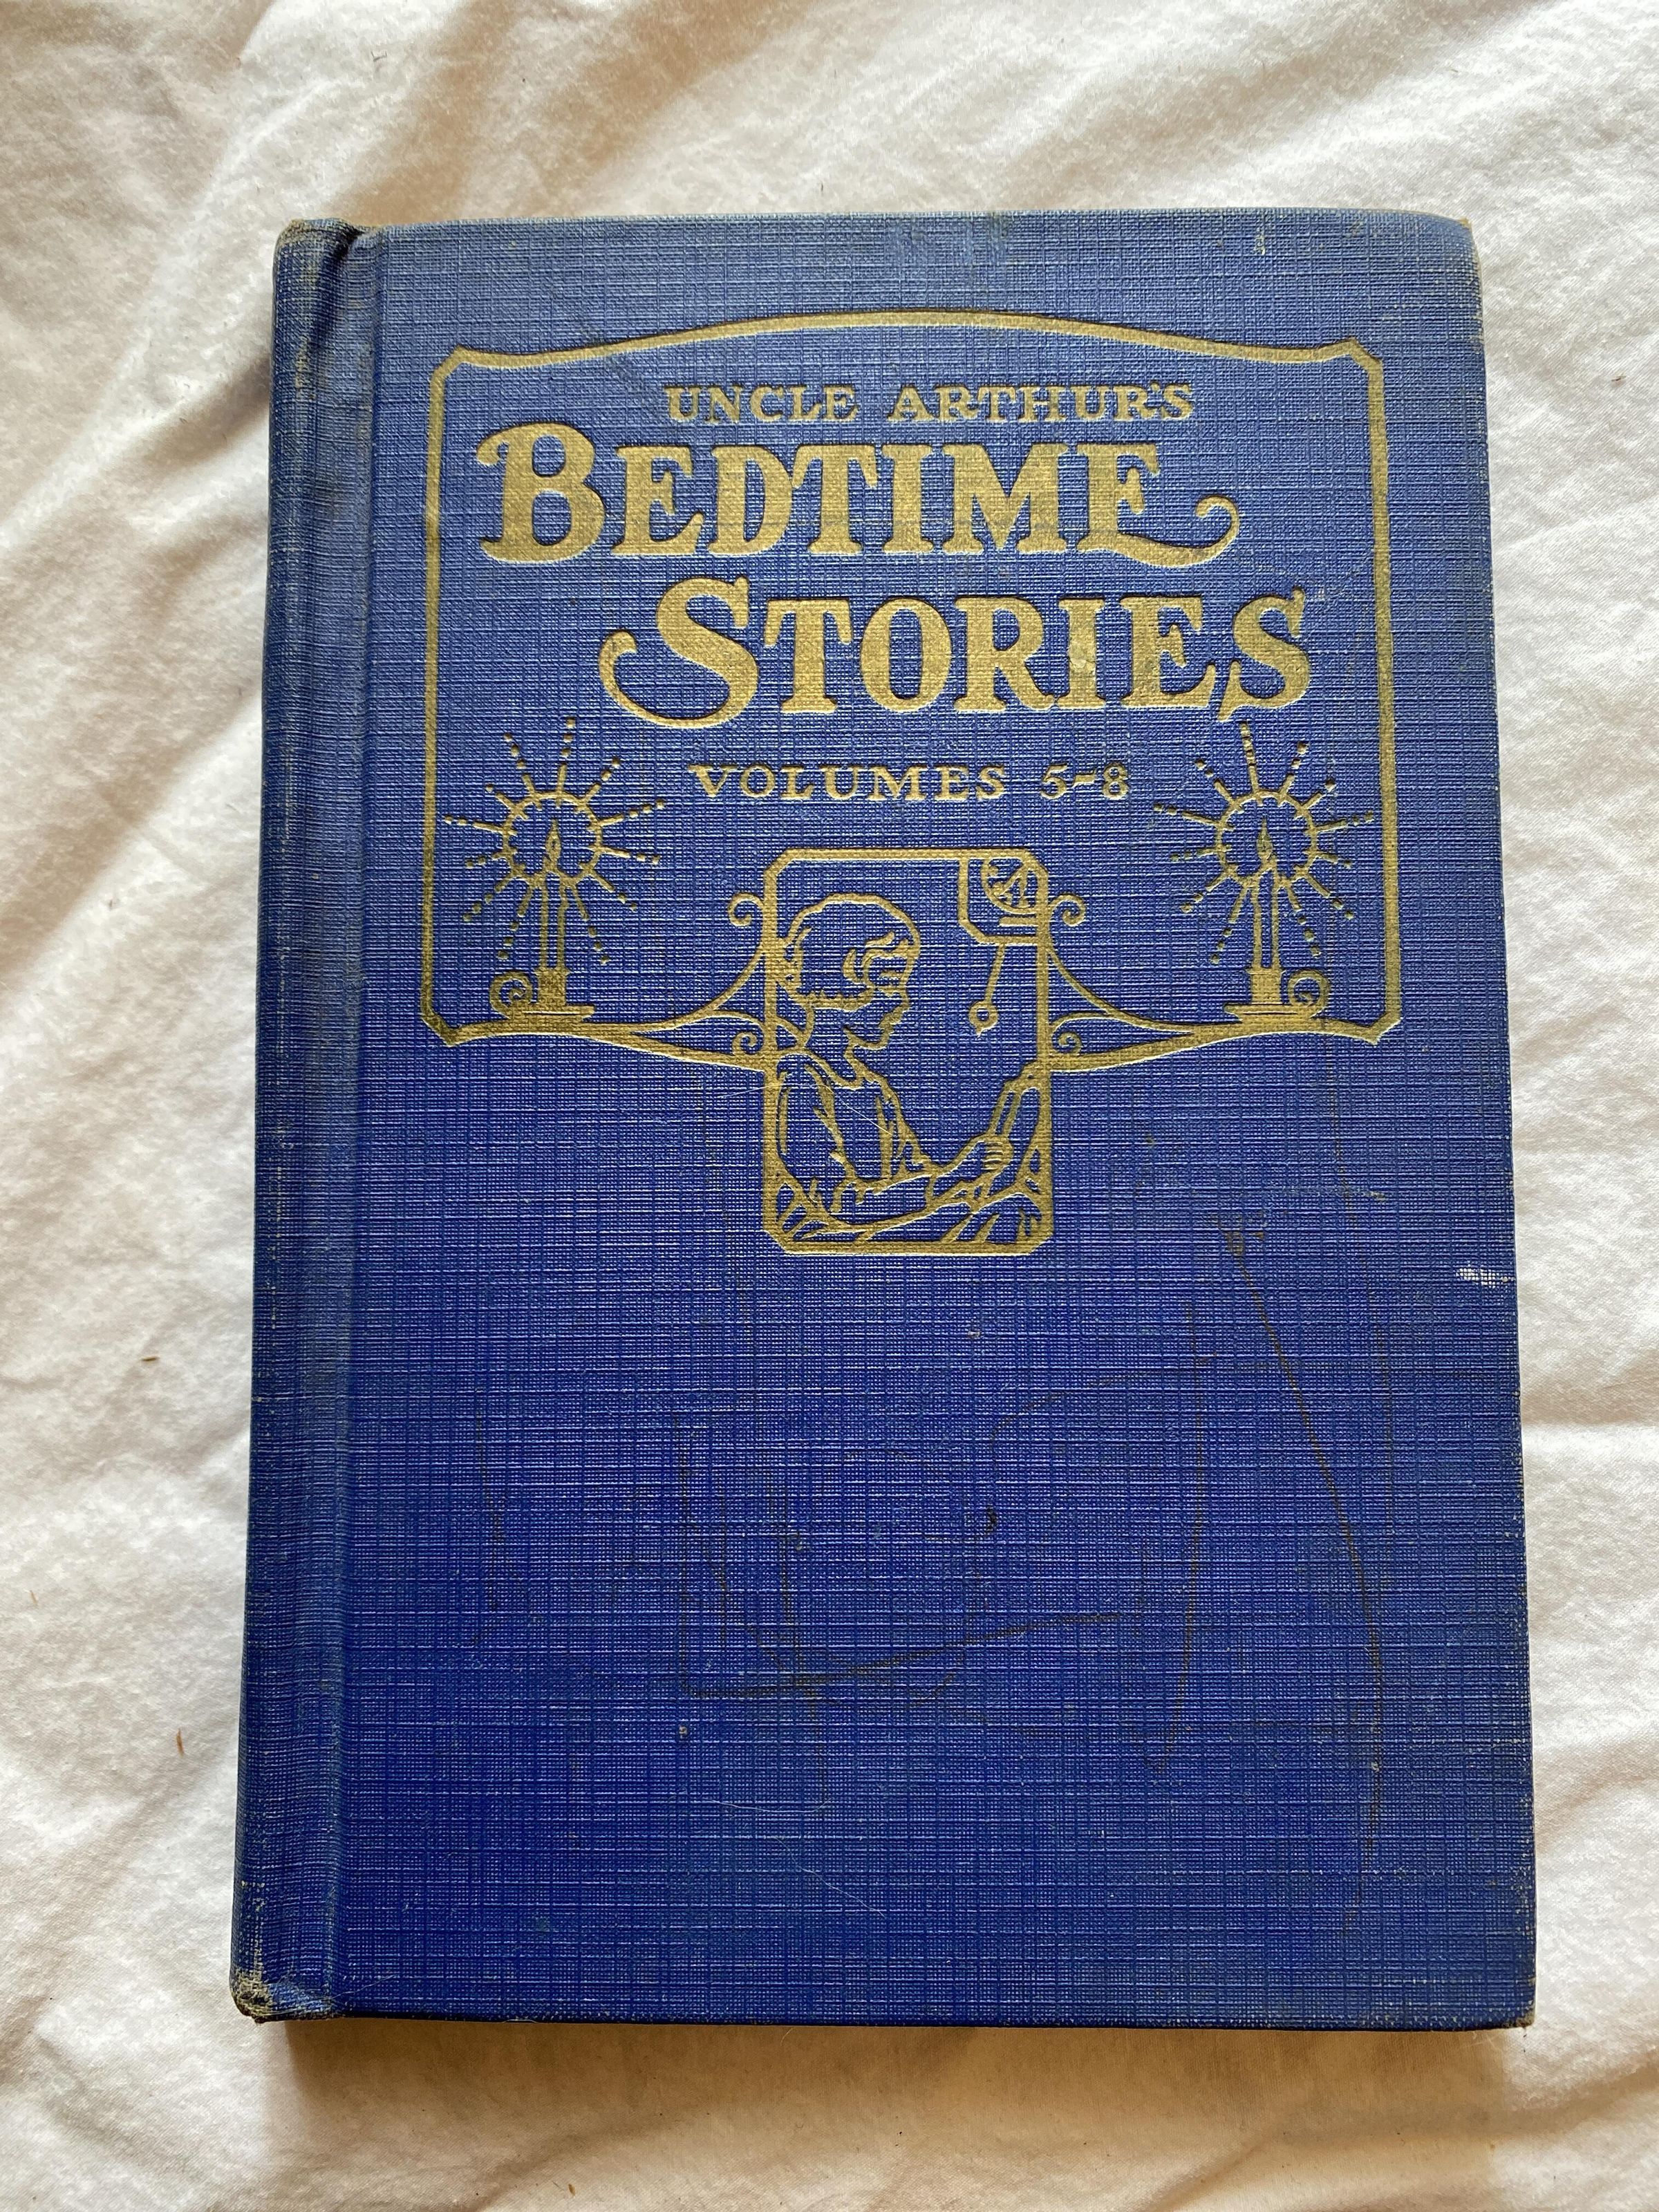 UNCLE ARTHUR'S
BEDTIME
STORIES
VOLUMES 5-8